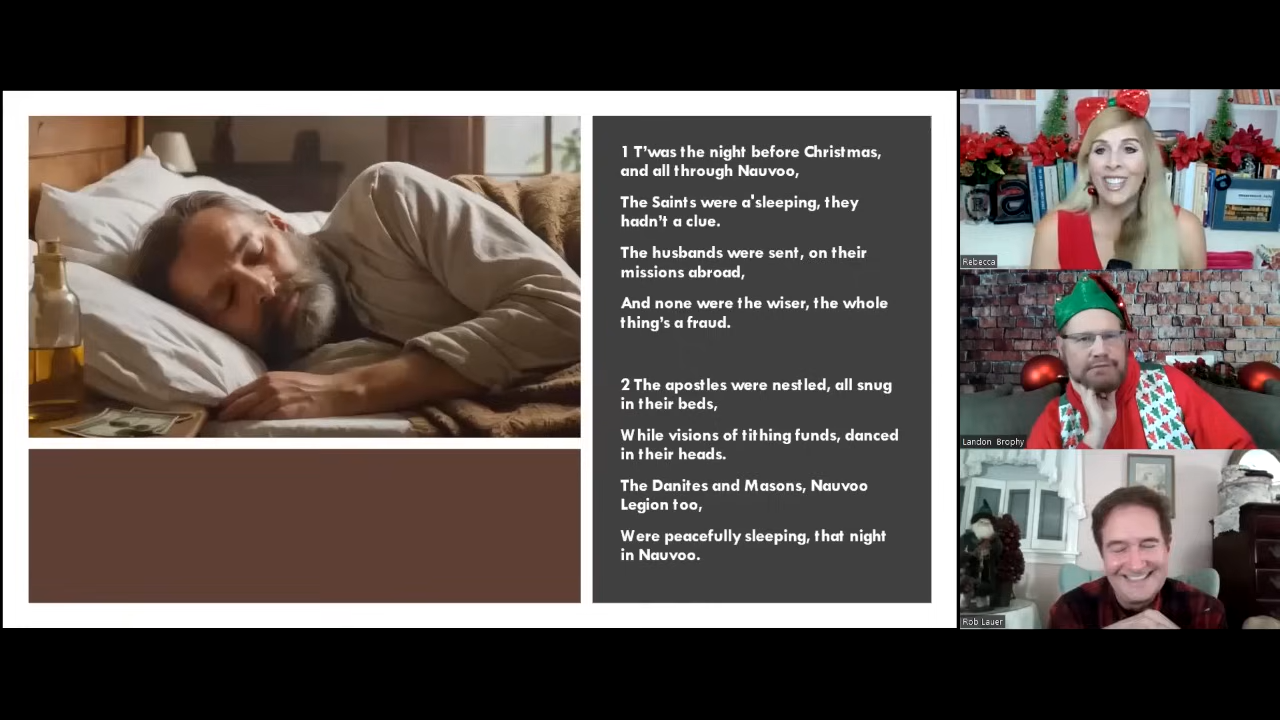 1 T'was the night before Christmas,
and all through Nauvoo,
The Saints were a'sleeping, they
hadn't a clue.
The husbands were sent, on their
missions abroad,
And none were the wiser, the whole
thing's a fraud.
2 The apostles were nestled, all snug
in their beds,
While visions of tithing funds, danced
in their heads.
The Danites and Masons, Nauvoo
Legion too,
Were peacefully sleeping, that night
in Nauvoo.
Rebecca
Landon Brophy
Rob Lauer